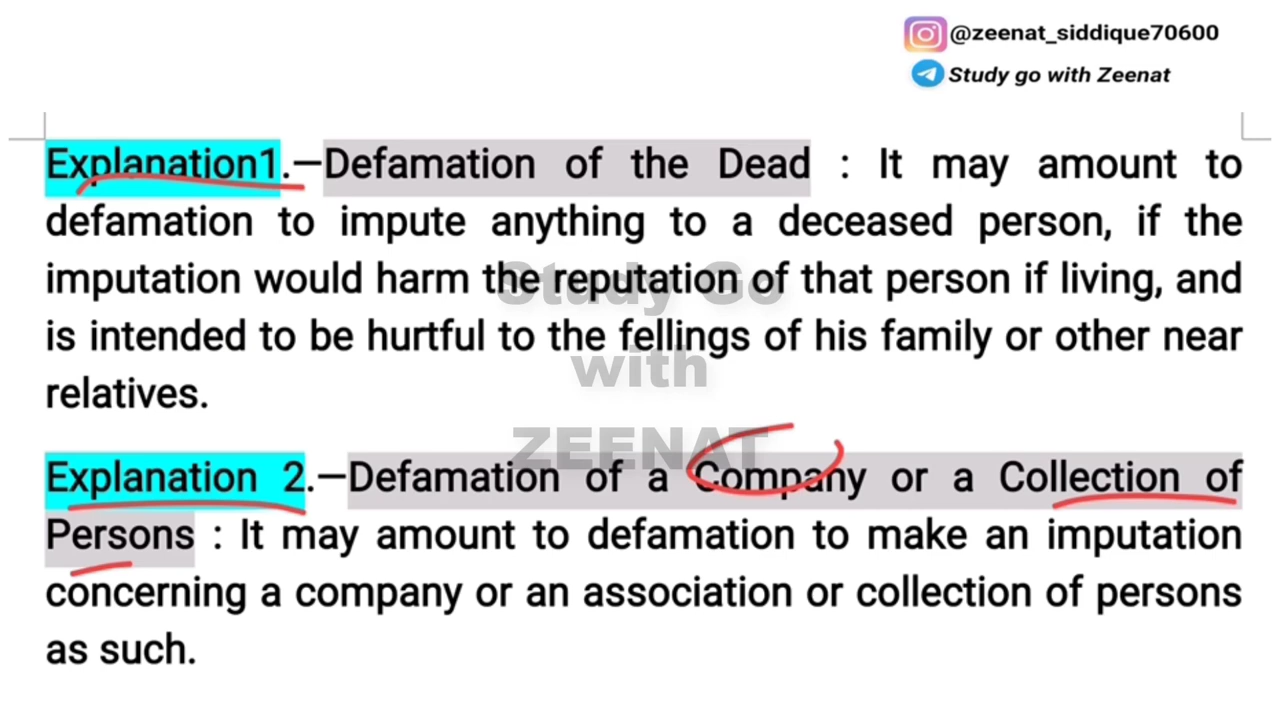 @zeenat_siddique70600
Study go with Zeenat
Explanation1.—Defamation of the Dead : It may amount to
defamation to impute anything to a deceased person, if the
imputation would harm the reputation of that person if living, and
is intended to be hurtful to the fellings of his family or other near
relatives.
Explanation 2.—Defamation of a Company or a Collection of
Persons : It may amount to defamation to make an imputation
concerning a company or an association or collection of persons
as such.
Study Go
with
ZEENAT